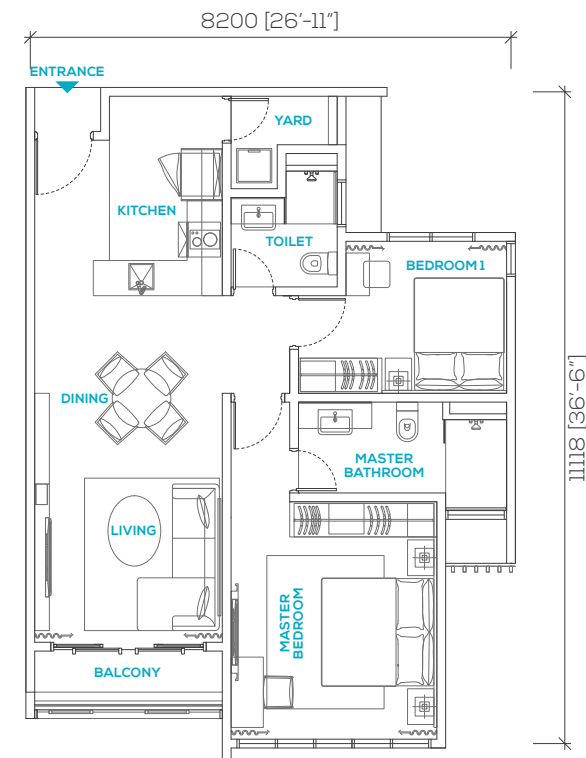 8200 [26'-11"]
ENTRANCE
YARD
KITCHEN
TOILET
BEDROOM 1
DINING
11118 [36'-6"]
MASTER
BATHROOM
LIVING
MASTER
BEDROOM
BALCONY